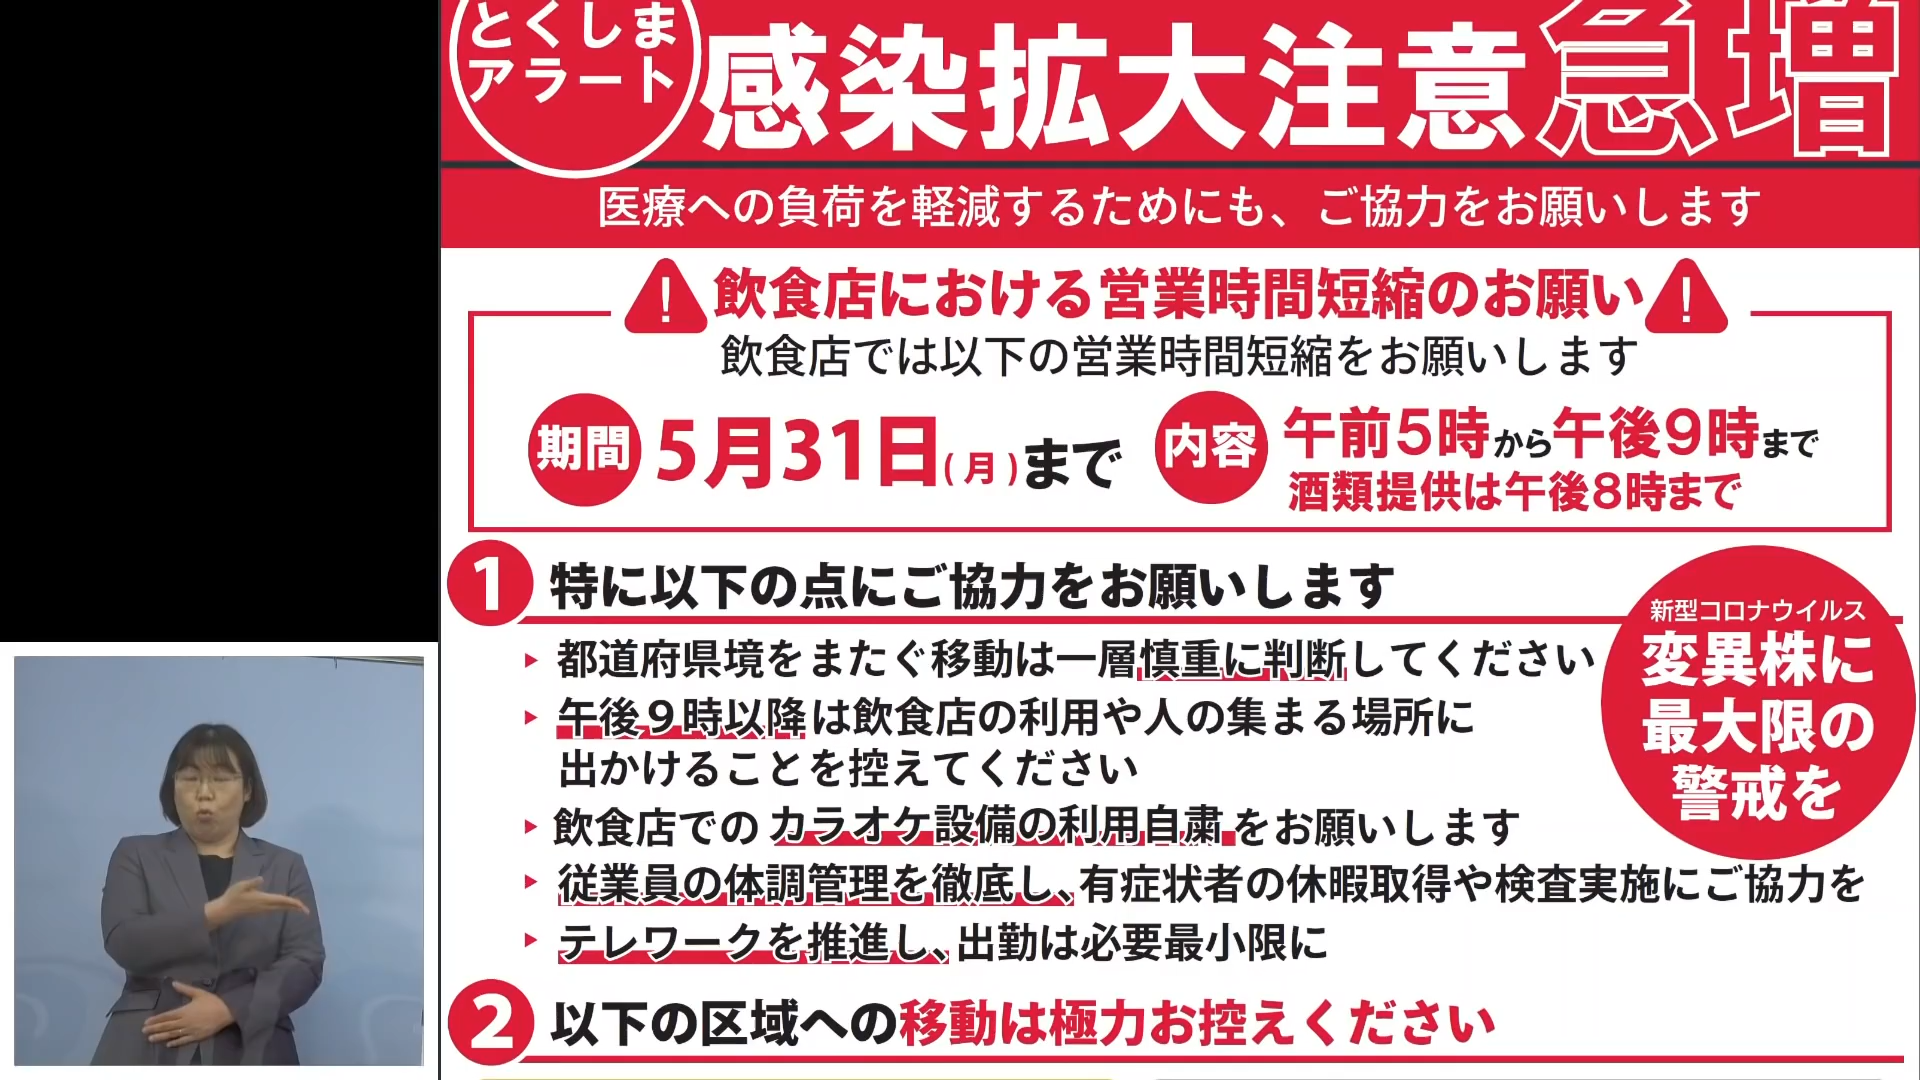 とくしま
アラート
感染拡大注意急増
医療への負荷を軽減するためにも、ご協力をお願いします
飲食店における営業時間短縮のお願い
飲食店では以下の営業時間短縮をお願いします
期間 5月31日(月)まで
内容 午前5時から午後9時まで
酒類提供は午後8時まで
1 特に以下の点にご協力をお願いします
新型コロナウイルス
変異株に
最大限の
警戒を
▶ 都道府県境をまたぐ移動は一層慎重に判断してください
▶ 午後9時以降は飲食店の利用や人の集まる場所に
出かけることを控えてください
▶ 飲食店でのカラオケ設備の利用自粛をお願いします
▶ 従業員の体調管理を徹底し、有症状者の休暇取得や検査実施にご協力を
▶ テレワークを推進し、出勤は必要最小限に
2 以下の区域への移動は極力お控えください